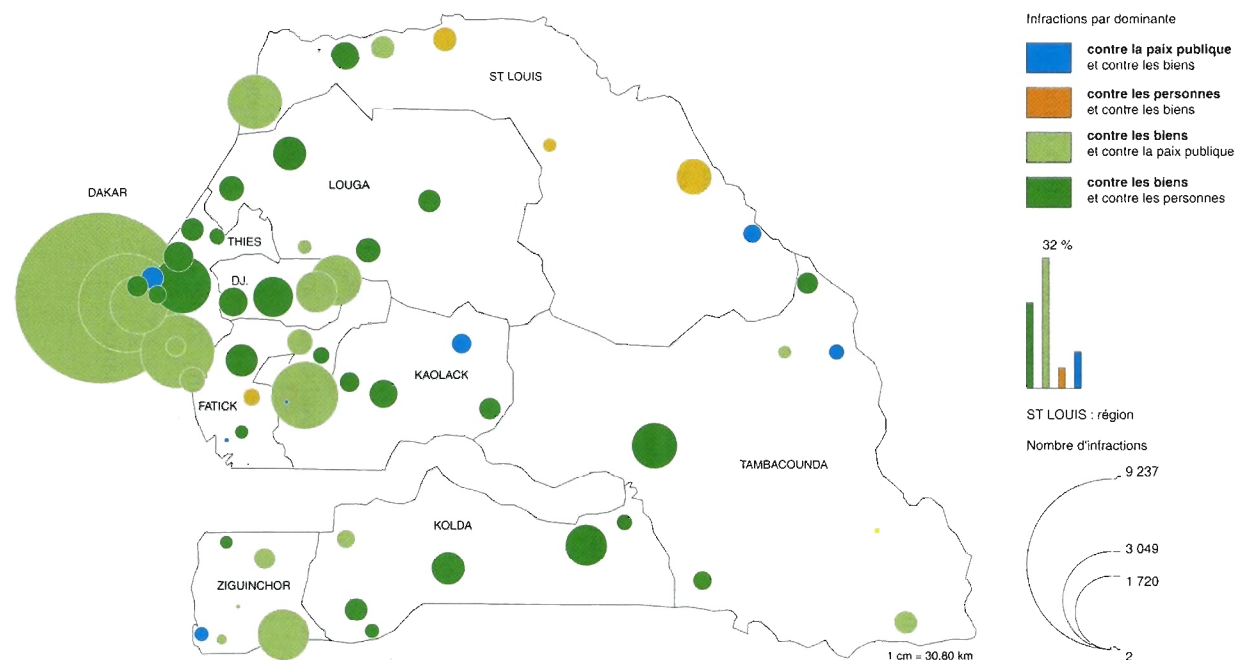 Infractions par dominante
contre la paix publique
et contre les biens
contre les personnes
et contre les biens
contre les biens
et contre la paix publique
contre les biens
et contre les personnes
32 %
ST LOUIS : région
Nombre d'infractions
9 237
3 049
1 720
2
ST LOUIS
DAKAR
LOUGA
THIES
DJ.
KAOLACK
FATICK
TAMBACOUNDA
KOLDA
ZIGUINCHOR
1 cm = 30,80 km